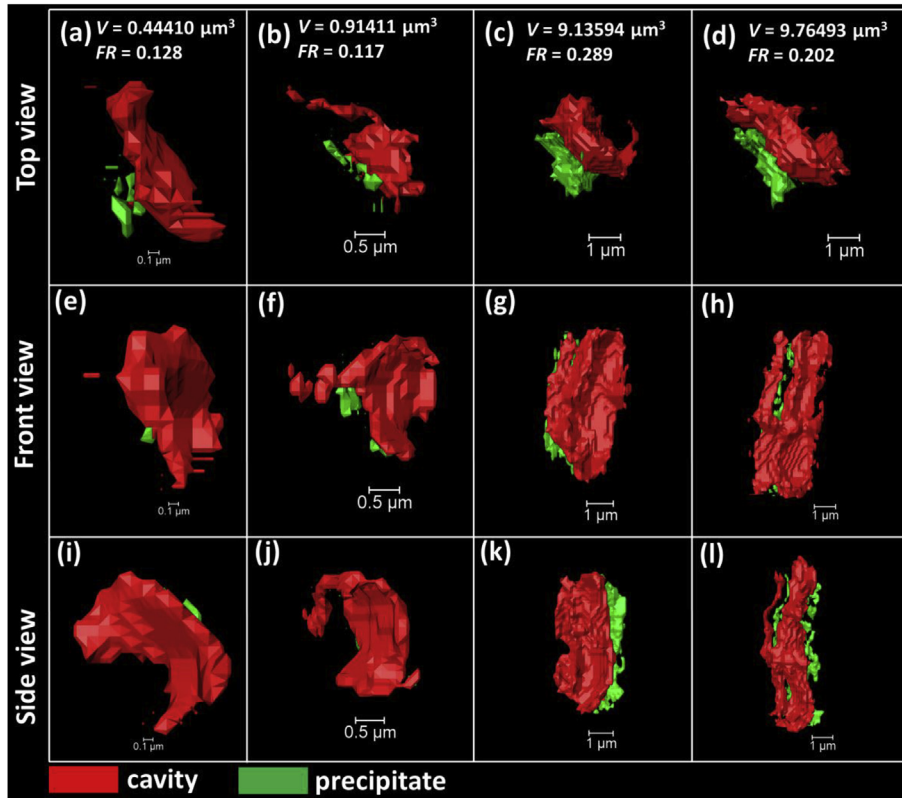 (a) V = 0.44410 µm³
FR = 0.128
(b) V = 0.91411 µm³
FR = 0.117
(c) V = 9.13594 µm³
FR = 0.289
(d) V = 9.76493 µm³
FR = 0.202
Top view
0.1 µm
0.5 µm
1 µm
1 µm
(e)
(f)
(g)
(h)
Front view
0.1 µm
0.5 µm
1 µm
1 µm
(i)
(j)
(k)
(l)
Side view
0.1 µm
0.5 µm
1 µm
1 µm
cavity
precipitate